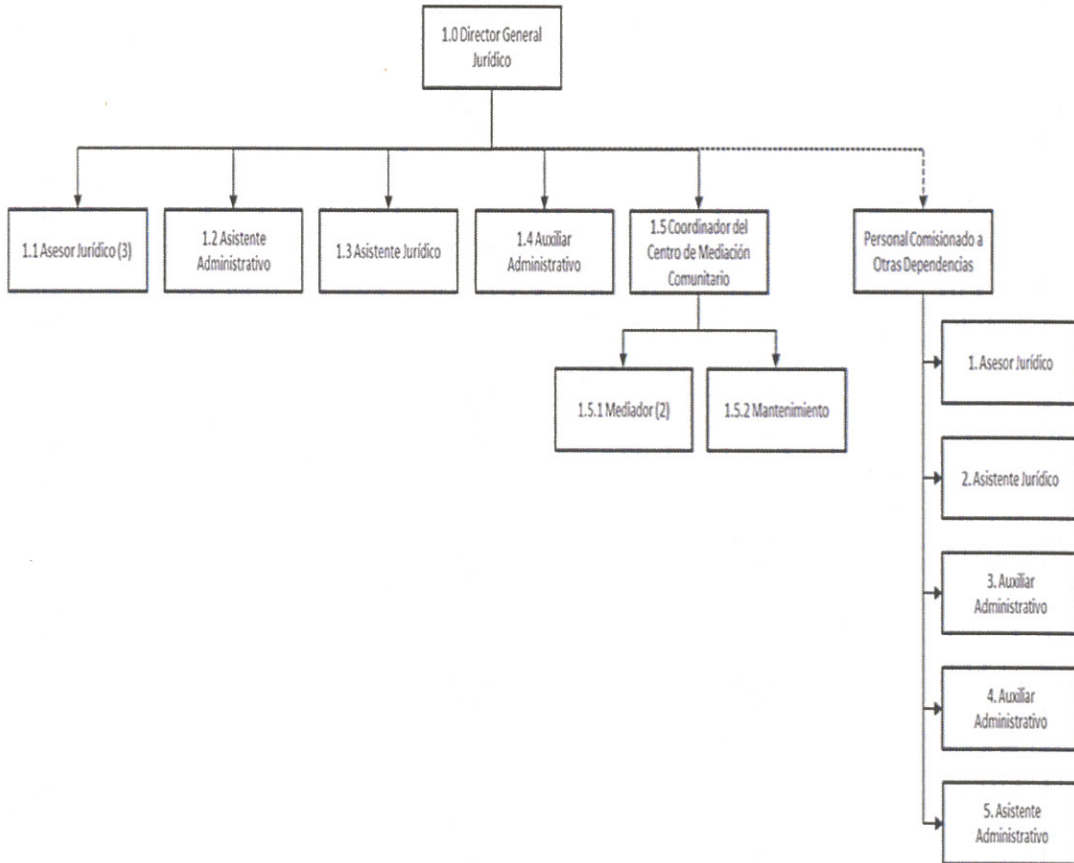 1.0 Director General
Jurídico
1.1 Asesor Jurídico (3)
1.2 Asistente
Administrativo
1.3 Asistente Jurídico
1.4 Auxiliar
Administrativo
1.5 Coordinador del
Centro de Mediación
Comunitario
Personal Comisionado a
Otras Dependencias
1.5.1 Mediador (2)
1.5.2 Mantenimiento
1. Asesor Jurídico
2. Asistente Jurídico
3. Auxiliar
Administrativo
4. Auxiliar
Administrativo
5. Asistente
Administrativo